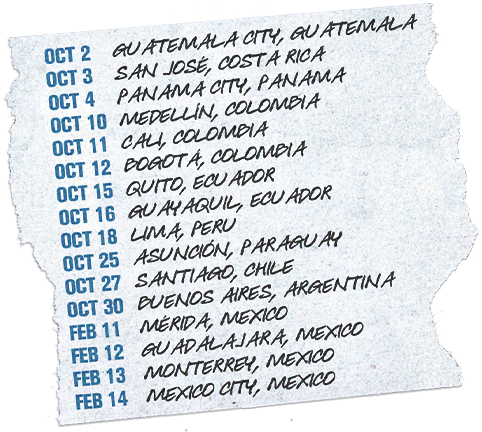 OCT 2 GUATEMALA CITY, GUATEMALA
OCT 3 SAN JOSÉ, COSTA RICA
OCT 4 PANAMA CITY, PANAMA
OCT 10 MEDELLÍN, COLOMBIA
OCT 11 CALI, COLOMBIA
OCT 12 BOGOTÁ, COLOMBIA
OCT 15 QUITO, ECUADOR
OCT 16 GUAYAQUIL, ECUADOR
OCT 18 LIMA, PERU
OCT 25 ASUNCIÓN, PARAGUAY
OCT 27 SANTIAGO, CHILE
OCT 30 BUENOS AIRES, ARGENTINA
FEB 11 MÉRIDA, MEXICO
FEB 12 GUADALAJARA, MEXICO
FEB 13 MONTERREY, MEXICO
FEB 14 MEXICO CITY, MEXICO